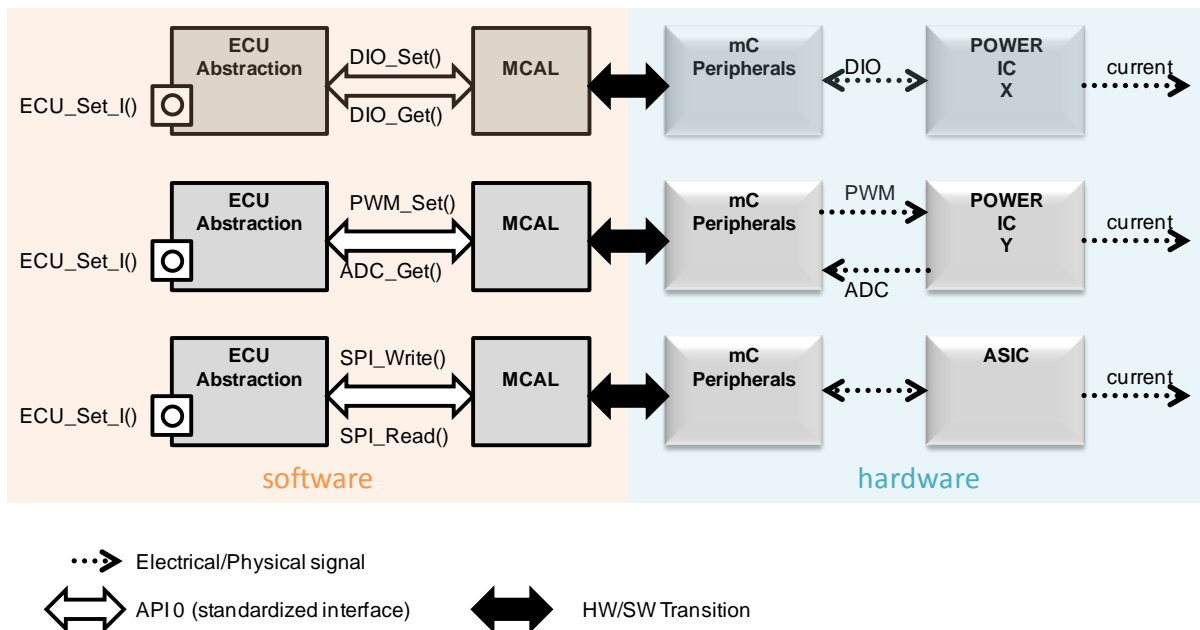 ECU
Abstraction
DIO_Set()
DIO_Get()
MCAL
mC
Peripherals
DIO
POWER
IC
X
current
ECU_Set_I()
ECU
Abstraction
PWM_Set()
ADC_Get()
MCAL
mC
Peripherals
PWM
ADC
POWER
IC
Y
current
ECU_Set_I()
ECU
Abstraction
SPI_Write()
SPI_Read()
MCAL
mC
Peripherals
ASIC
current
ECU_Set_I()
software
hardware
Electrical/Physical signal
API 0 (standardized interface)
HW/SW Transition